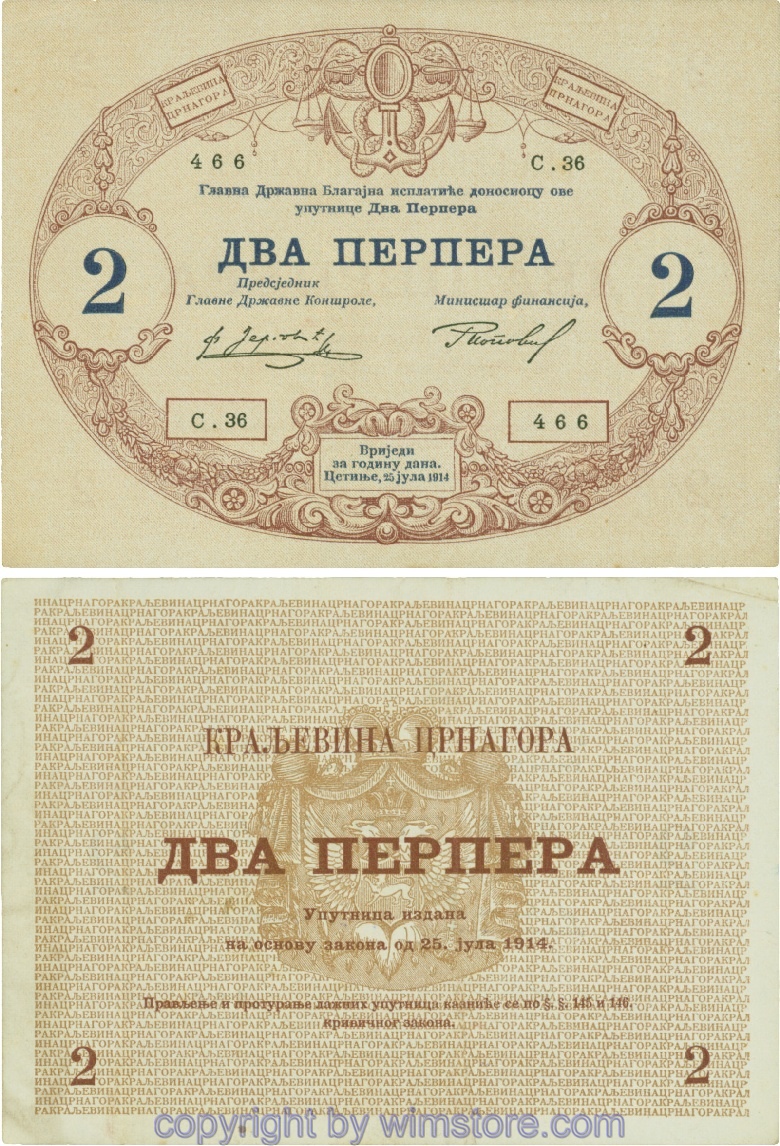 КРАЉЕВИНА
ЦРНАГОРА
КРАЉЕВИНА
ЦРНАГОРА
466
С.36
Главна Државна Благајна исплатиће доносиоцу ове
упутнице Два Перпера
ДВА ПЕРПЕРА
2
2
Предсједник
Главне Државне Контроле,
Министар финансија,
С.36
466
Вриједи
за годину дана.
Цетиње, 25 јула 1914
2
2
КРАЉЕВИНА ЦРНАГОРА
ДВА ПЕРПЕРА
Упутница издана
на основу закона од 25. јула 1914.
Прављење и протурање лажних упутница казниће се по §. §. 145 и 146.
кривичног закона.
2
2
copyright by wimstore.com